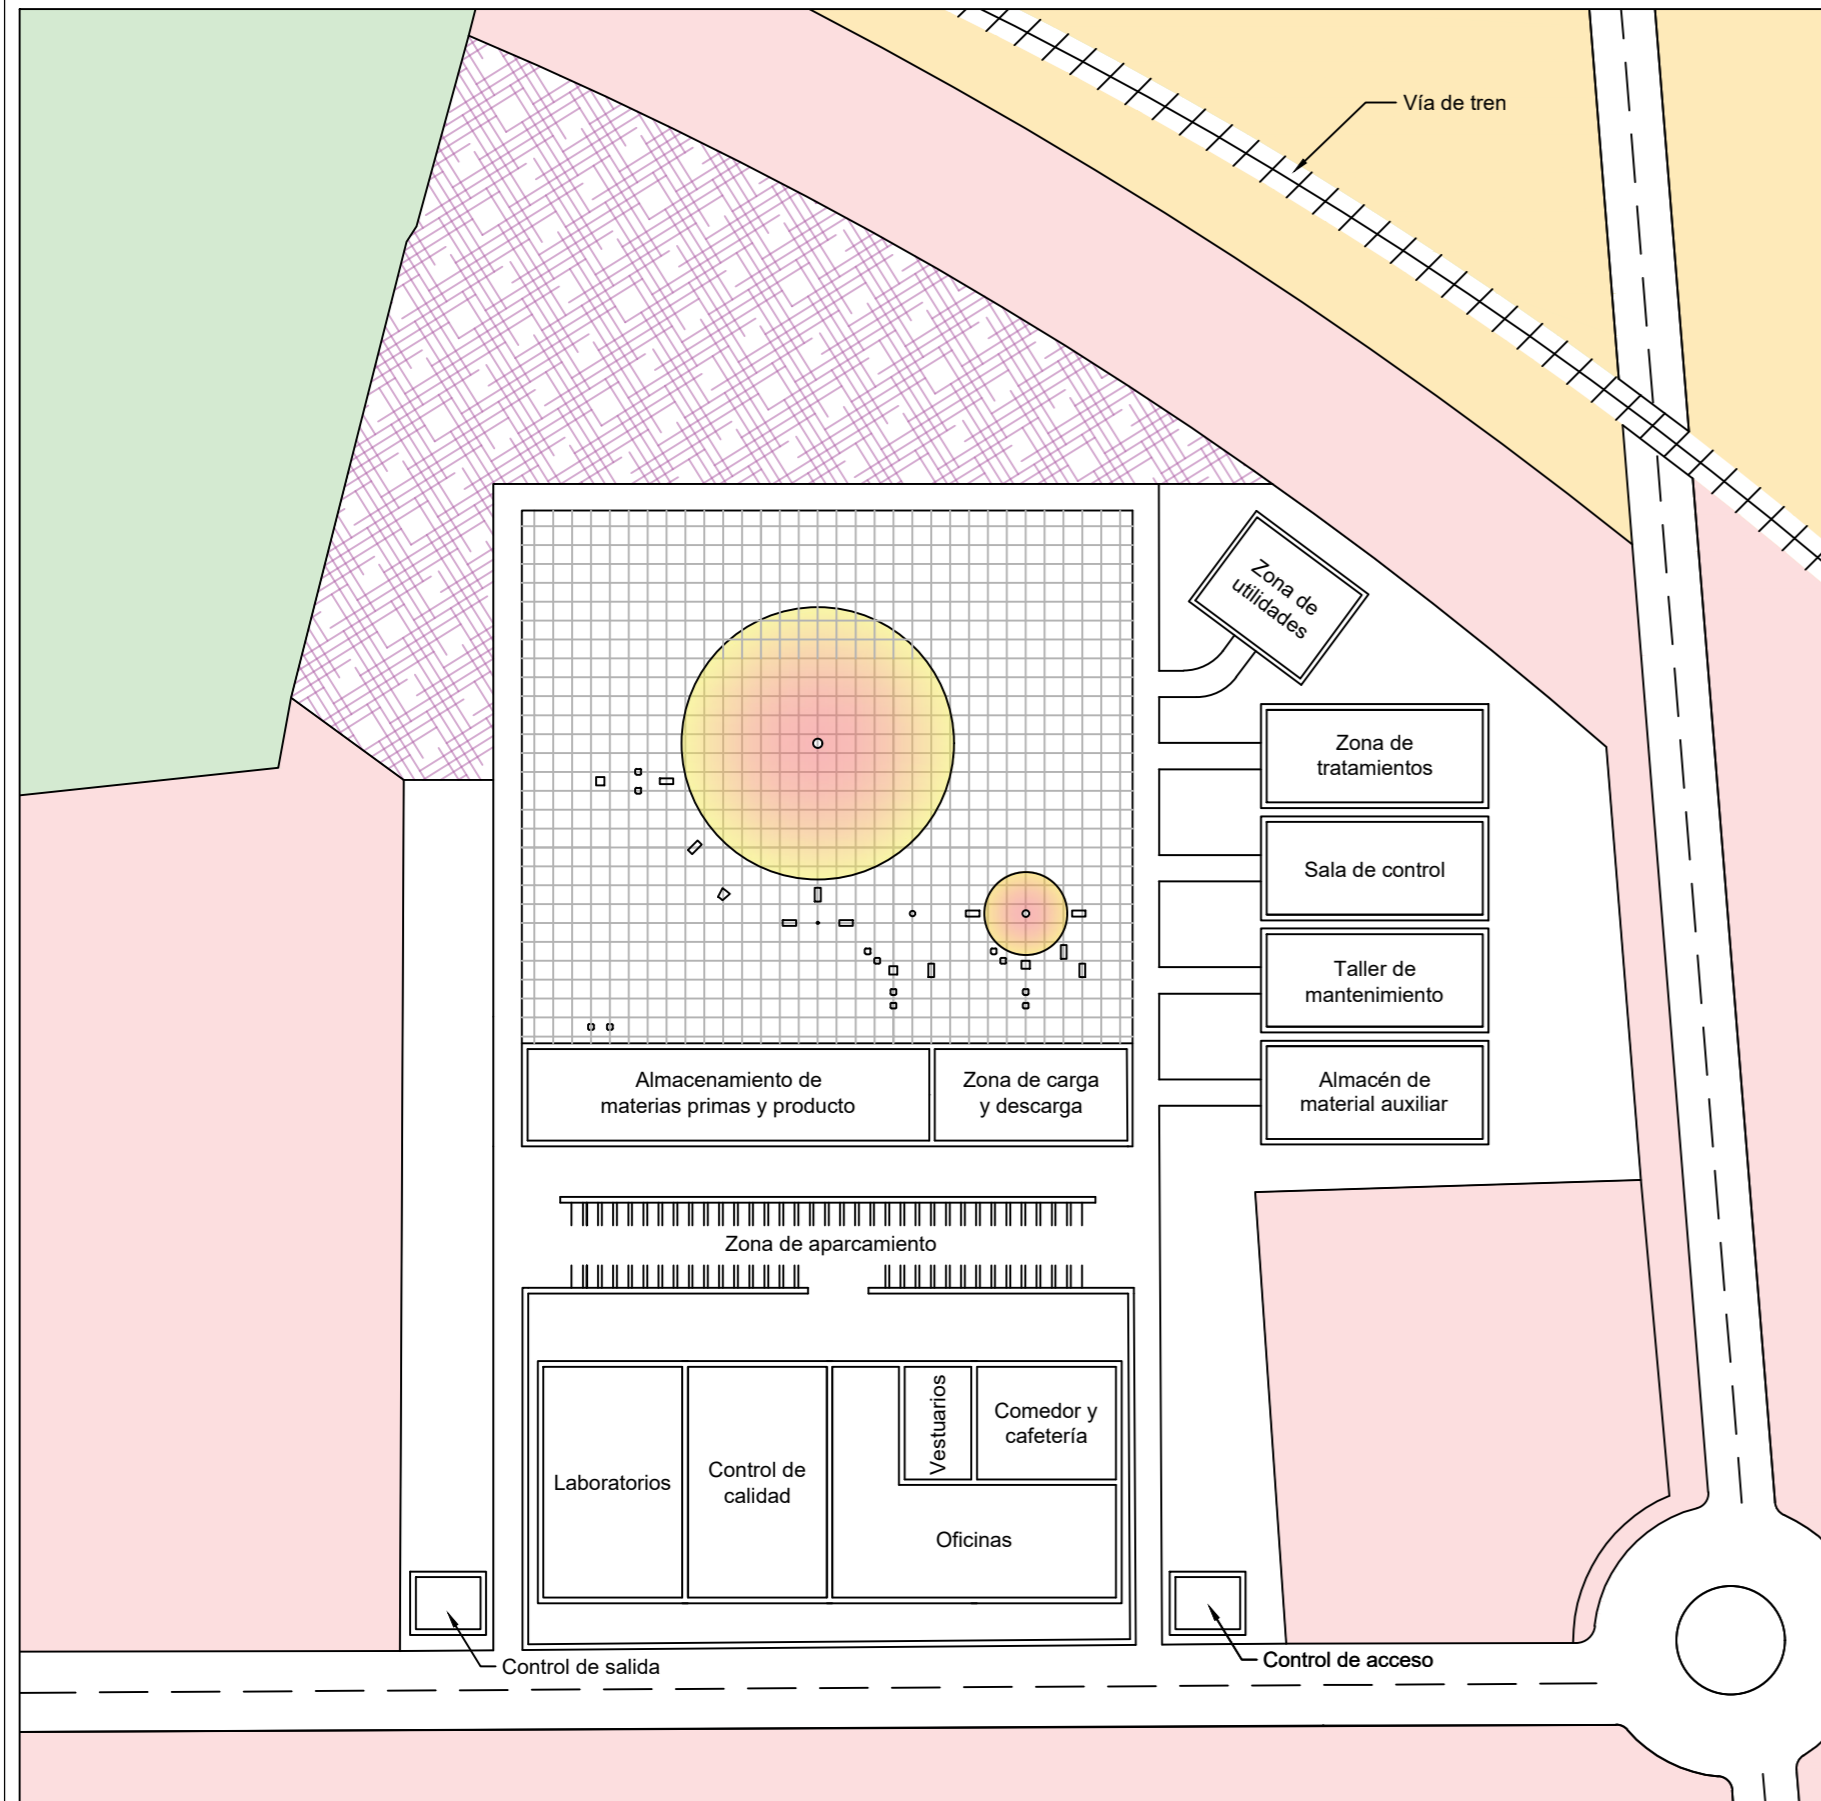 Vía de tren
Zona de
utilidades
Zona de
tratamientos
Sala de control
Taller de
mantenimiento
Almacén de
material auxiliar
Almacenamiento de
materias primas y producto
Zona de carga
y descarga
Zona de aparcamiento
Laboratorios
Control de
calidad
Vestuarios
Comedor y
cafetería
Oficinas
Control de salida
Control de acceso